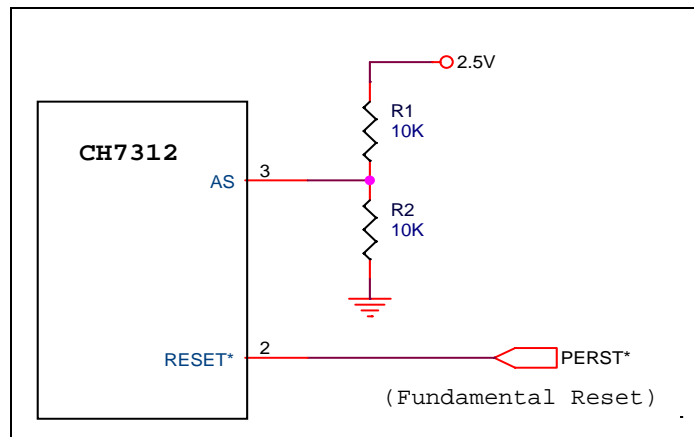 2.5V
R1
10K
CH7312
AS
3
R2
10K
RESET*
2
PERST*
(Fundamental Reset)